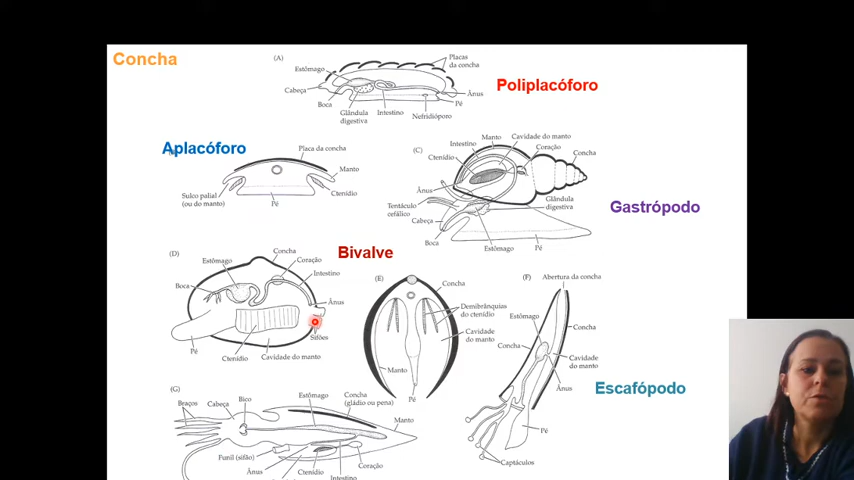 Concha
(A)
Placas
da concha
Estômago
Cabeça
Boca
Glândula
digestiva
Intestino
Nefridióporo
Ânus
Pé
Poliplacóforo
Aplacóforo
Placa da concha
Manto
Sulco palial
(ou do manto)
Pé
Ctenídio
(C)
Manto
Cavidade do manto
Intestino
Coração
Ctenídio
Concha
Ânus
Glândula
digestiva
Tentáculo
cefálico
Cabeça
Boca
Estômago
Pé
Gastrópodo
Bivalve
(D)
Concha
Estômago
Coração
Intestino
Boca
Ânus
Sifões
Pé
Ctenídio
Cavidade do manto
(E)
Concha
Demibrânquias
do ctenídio
Cavidade
do manto
Manto
Pé
(F)
Abertura da concha
Estômago
Concha
Concha
Cavidade
do manto
Ânus
Pé
Captáculos
Escafópodo
(G)
Braços
Cabeça
Bico
Estômago
Concha
(gládio ou pena)
Manto
Funil (sifão)
Ânus
Ctenídio
Intestino
Coração